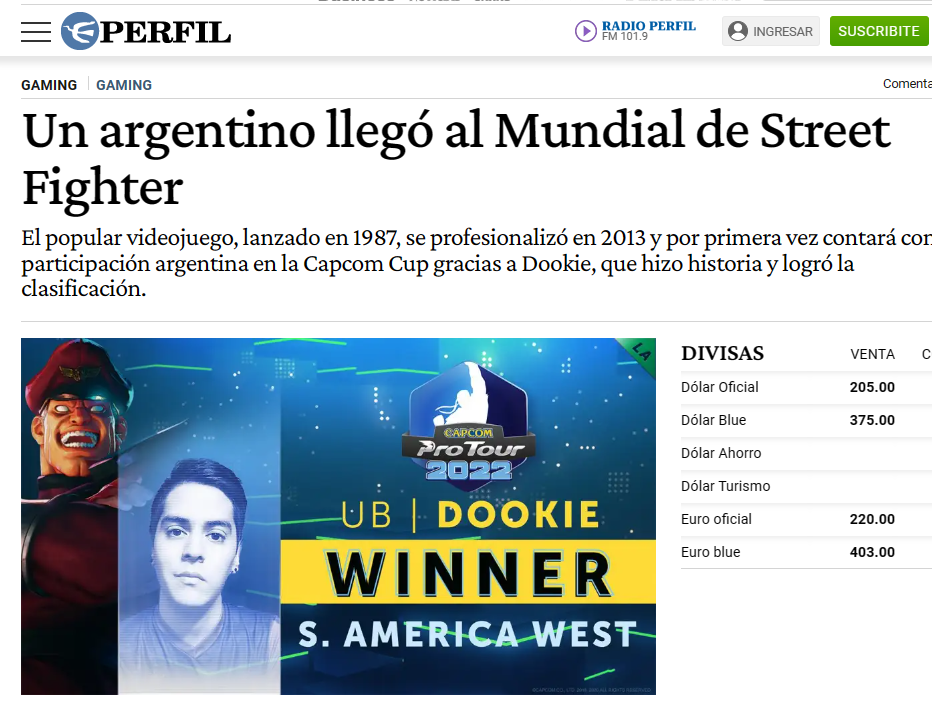 PERFIL
RADIO PERFIL
FM 101.9
INGRESAR
SUSCRIBITE
GAMING
GAMING
Comenta
Un argentino llegó al Mundial de Street
Fighter
El popular videojuego, lanzado en 1987, se profesionalizó en 2013 y por primera vez contará con
participación argentina en la Capcom Cup gracias a Dookie, que hizo historia y logró la
clasificación.
LA
CAPCOM
Pro Tour
2022
UB | DOOKIE
WINNER
S. AMERICA WEST
DIVISAS VENTA C
Dólar Oficial 205.00
Dólar Blue 375.00
Dólar Ahorro
Dólar Turismo
Euro oficial 220.00
Euro blue 403.00